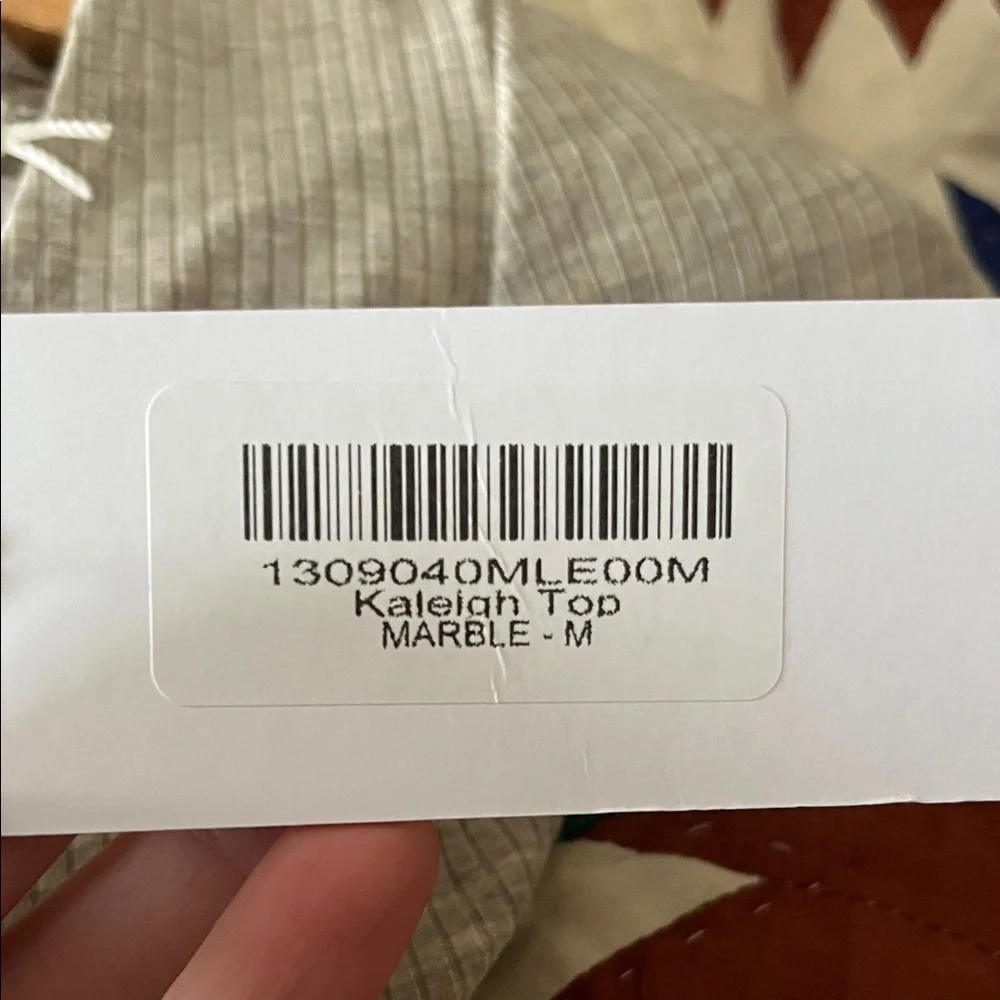 1309040MLE00M
Kaleigh Top
MARBLE - M